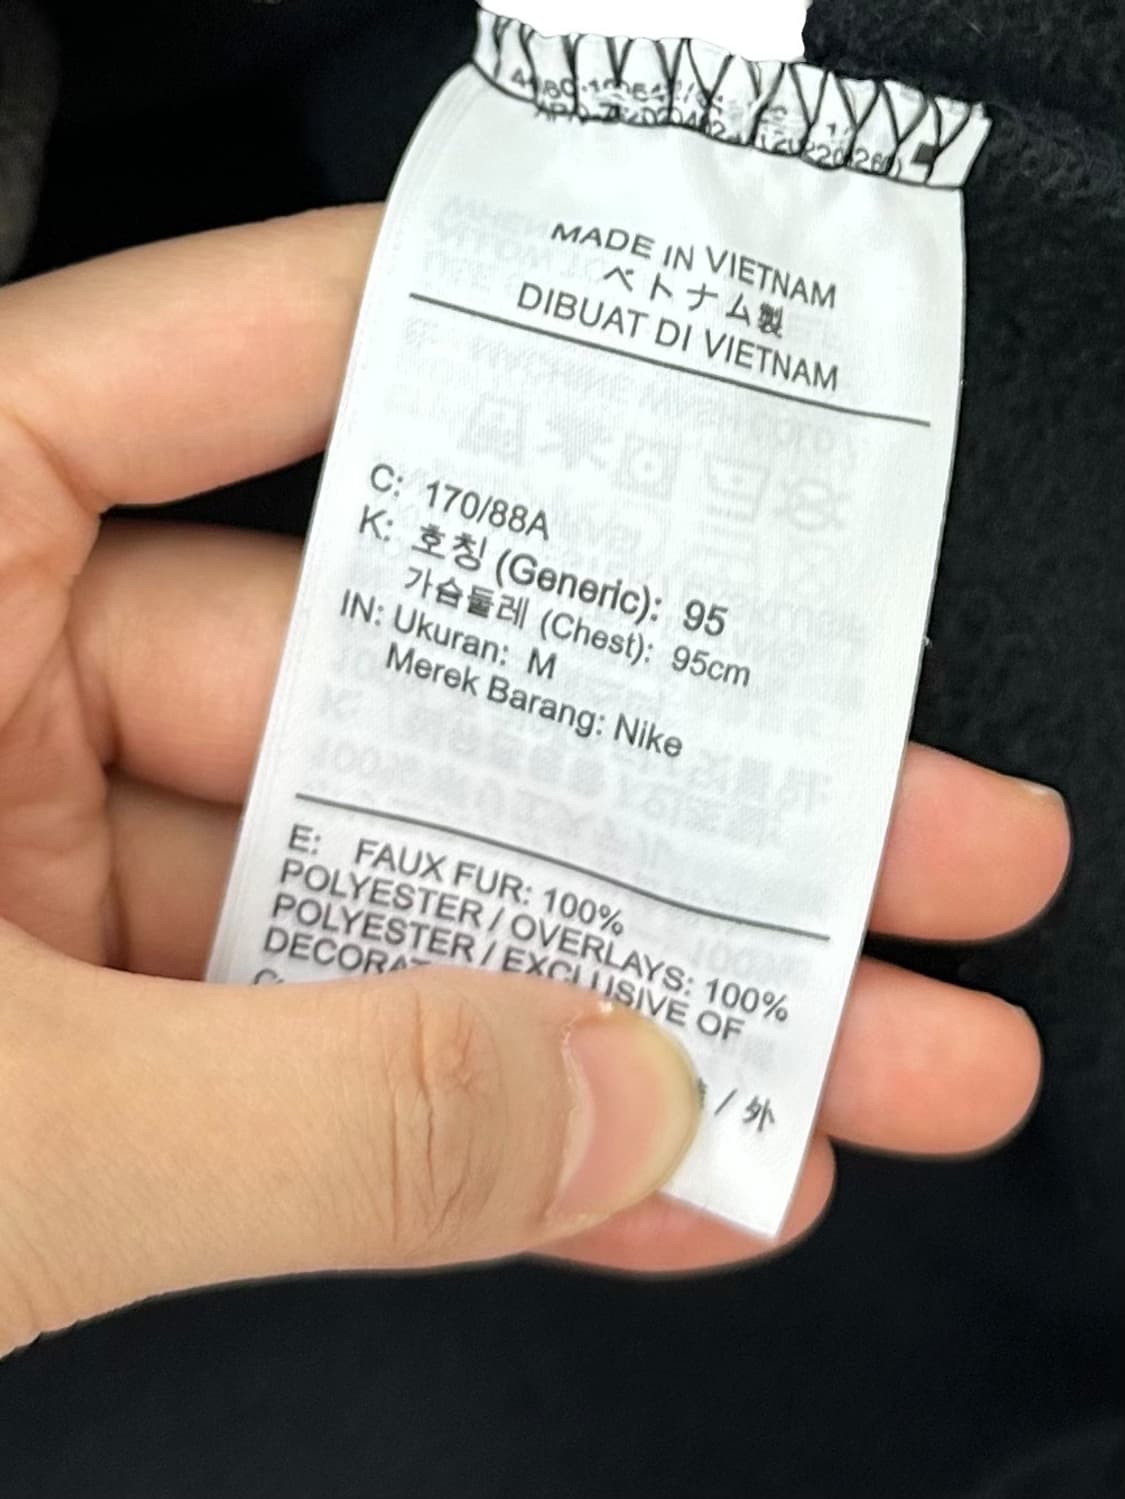 MADE IN VIETNAM
ベトナム製
DIBUAT DI VIETNAM
C: 170/88A
K: 호칭 (Generic): 95
가슴둘레 (Chest): 95cm
IN: Ukuran: M
Merek Barang: Nike
E: FAUX FUR: 100%
POLYESTER / OVERLAYS: 100%
POLYESTER / EXCLUSIVE OF
/ 外